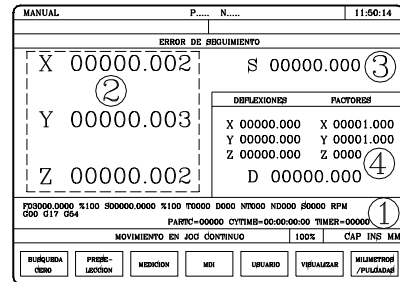 MANUAL P..... N..... 11:50:14
ERROR DE SEGUIMIENTO
X 00000.002 S 00000.000 3
2
DEFLEXIONES FACTORES
Y 00000.003 X 00000.000 X 00001.000
Y 00000.000 Y 00001.000
Z 00000.000 Z 0000 4
Z 00000.002 D 00000.000
F03000.0000 %100 S00000.0000 %100 T0000 D000 NT000 ND000 S0000 RPM 1
G00 G17 G54
PARTC=00000 CYTIME=00:00:00:00 TIMER=00000
MOVIMIENTO EN JOG CONTINUO 100% CAP INS MM
BUSQUEDA CERO PRESE-LECCION MEDICION MDI USUARIO VISUALIZAR MILIMETROS /PULGADAS